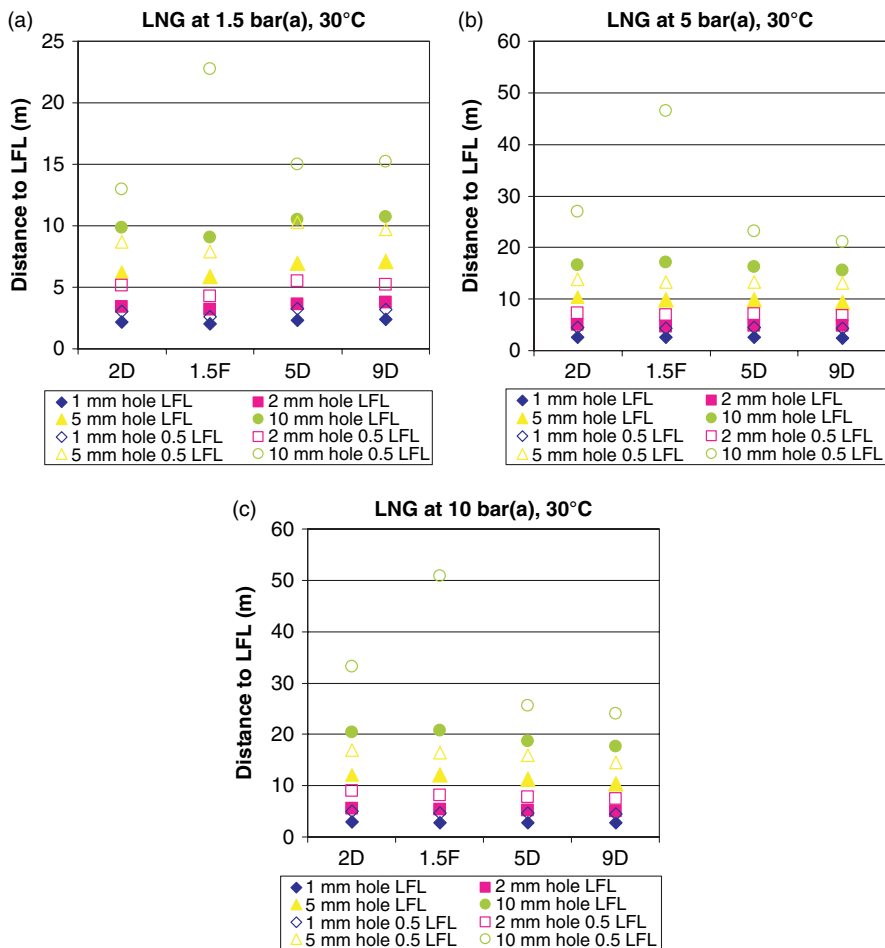 (a)
LNG at 1.5 bar(a), 30°C
Distance to LFL (m)
25
20
15
10
5
0
2D 1.5F 5D 9D
1 mm hole LFL 2 mm hole LFL
5 mm hole LFL 10 mm hole LFL
1 mm hole 0.5 LFL 2 mm hole 0.5 LFL
5 mm hole 0.5 LFL 10 mm hole 0.5 LFL
(b)
LNG at 5 bar(a), 30°C
Distance to LFL (m)
60
50
40
30
20
10
0
2D 1.5F 5D 9D
1 mm hole LFL 2 mm hole LFL
5 mm hole LFL 10 mm hole LFL
1 mm hole 0.5 LFL 2 mm hole 0.5 LFL
5 mm hole 0.5 LFL 10 mm hole 0.5 LFL
(c)
LNG at 10 bar(a), 30°C
Distance to LFL (m)
60
50
40
30
20
10
0
2D 1.5F 5D 9D
1 mm hole LFL 2 mm hole LFL
5 mm hole LFL 10 mm hole LFL
1 mm hole 0.5 LFL 2 mm hole 0.5 LFL
5 mm hole 0.5 LFL 10 mm hole 0.5 LFL